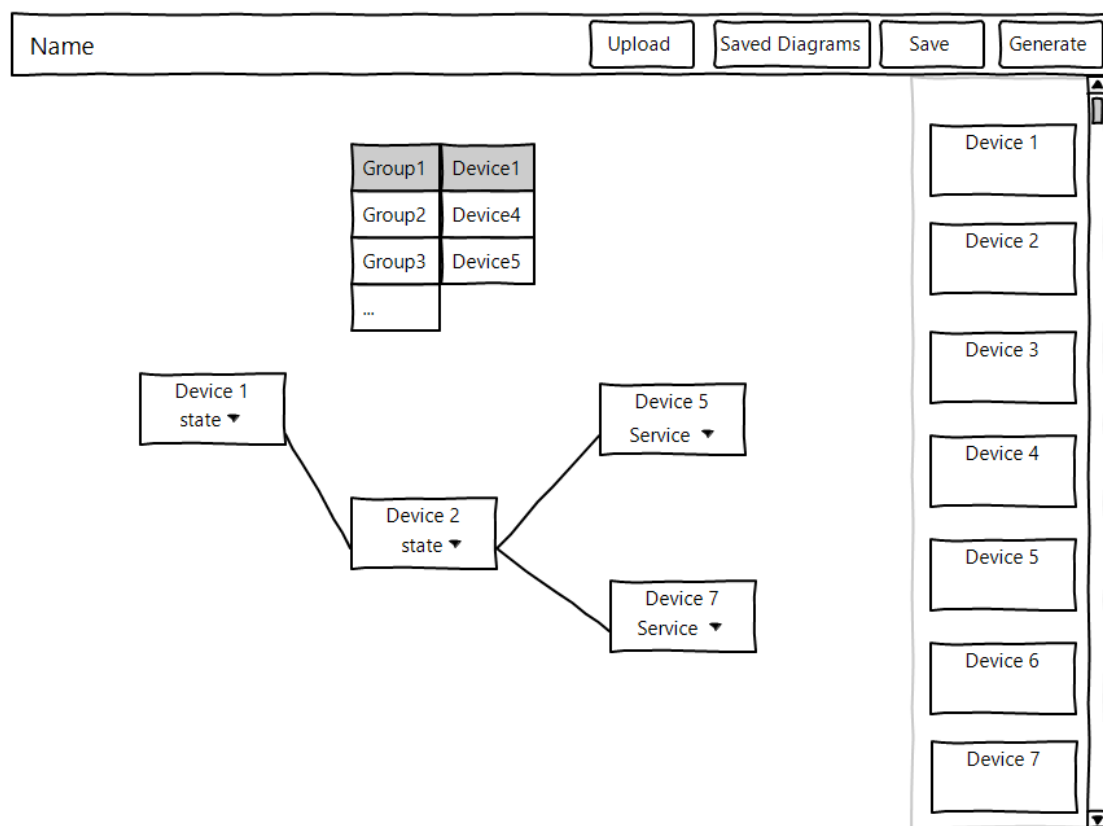 Name
Upload
Saved Diagrams
Save
Generate
Group1 Device1
Group2 Device4
Group3 Device5
...
Device 1
state
Device 2
state
Device 5
Service
Device 7
Service
Device 1
Device 2
Device 3
Device 4
Device 5
Device 6
Device 7